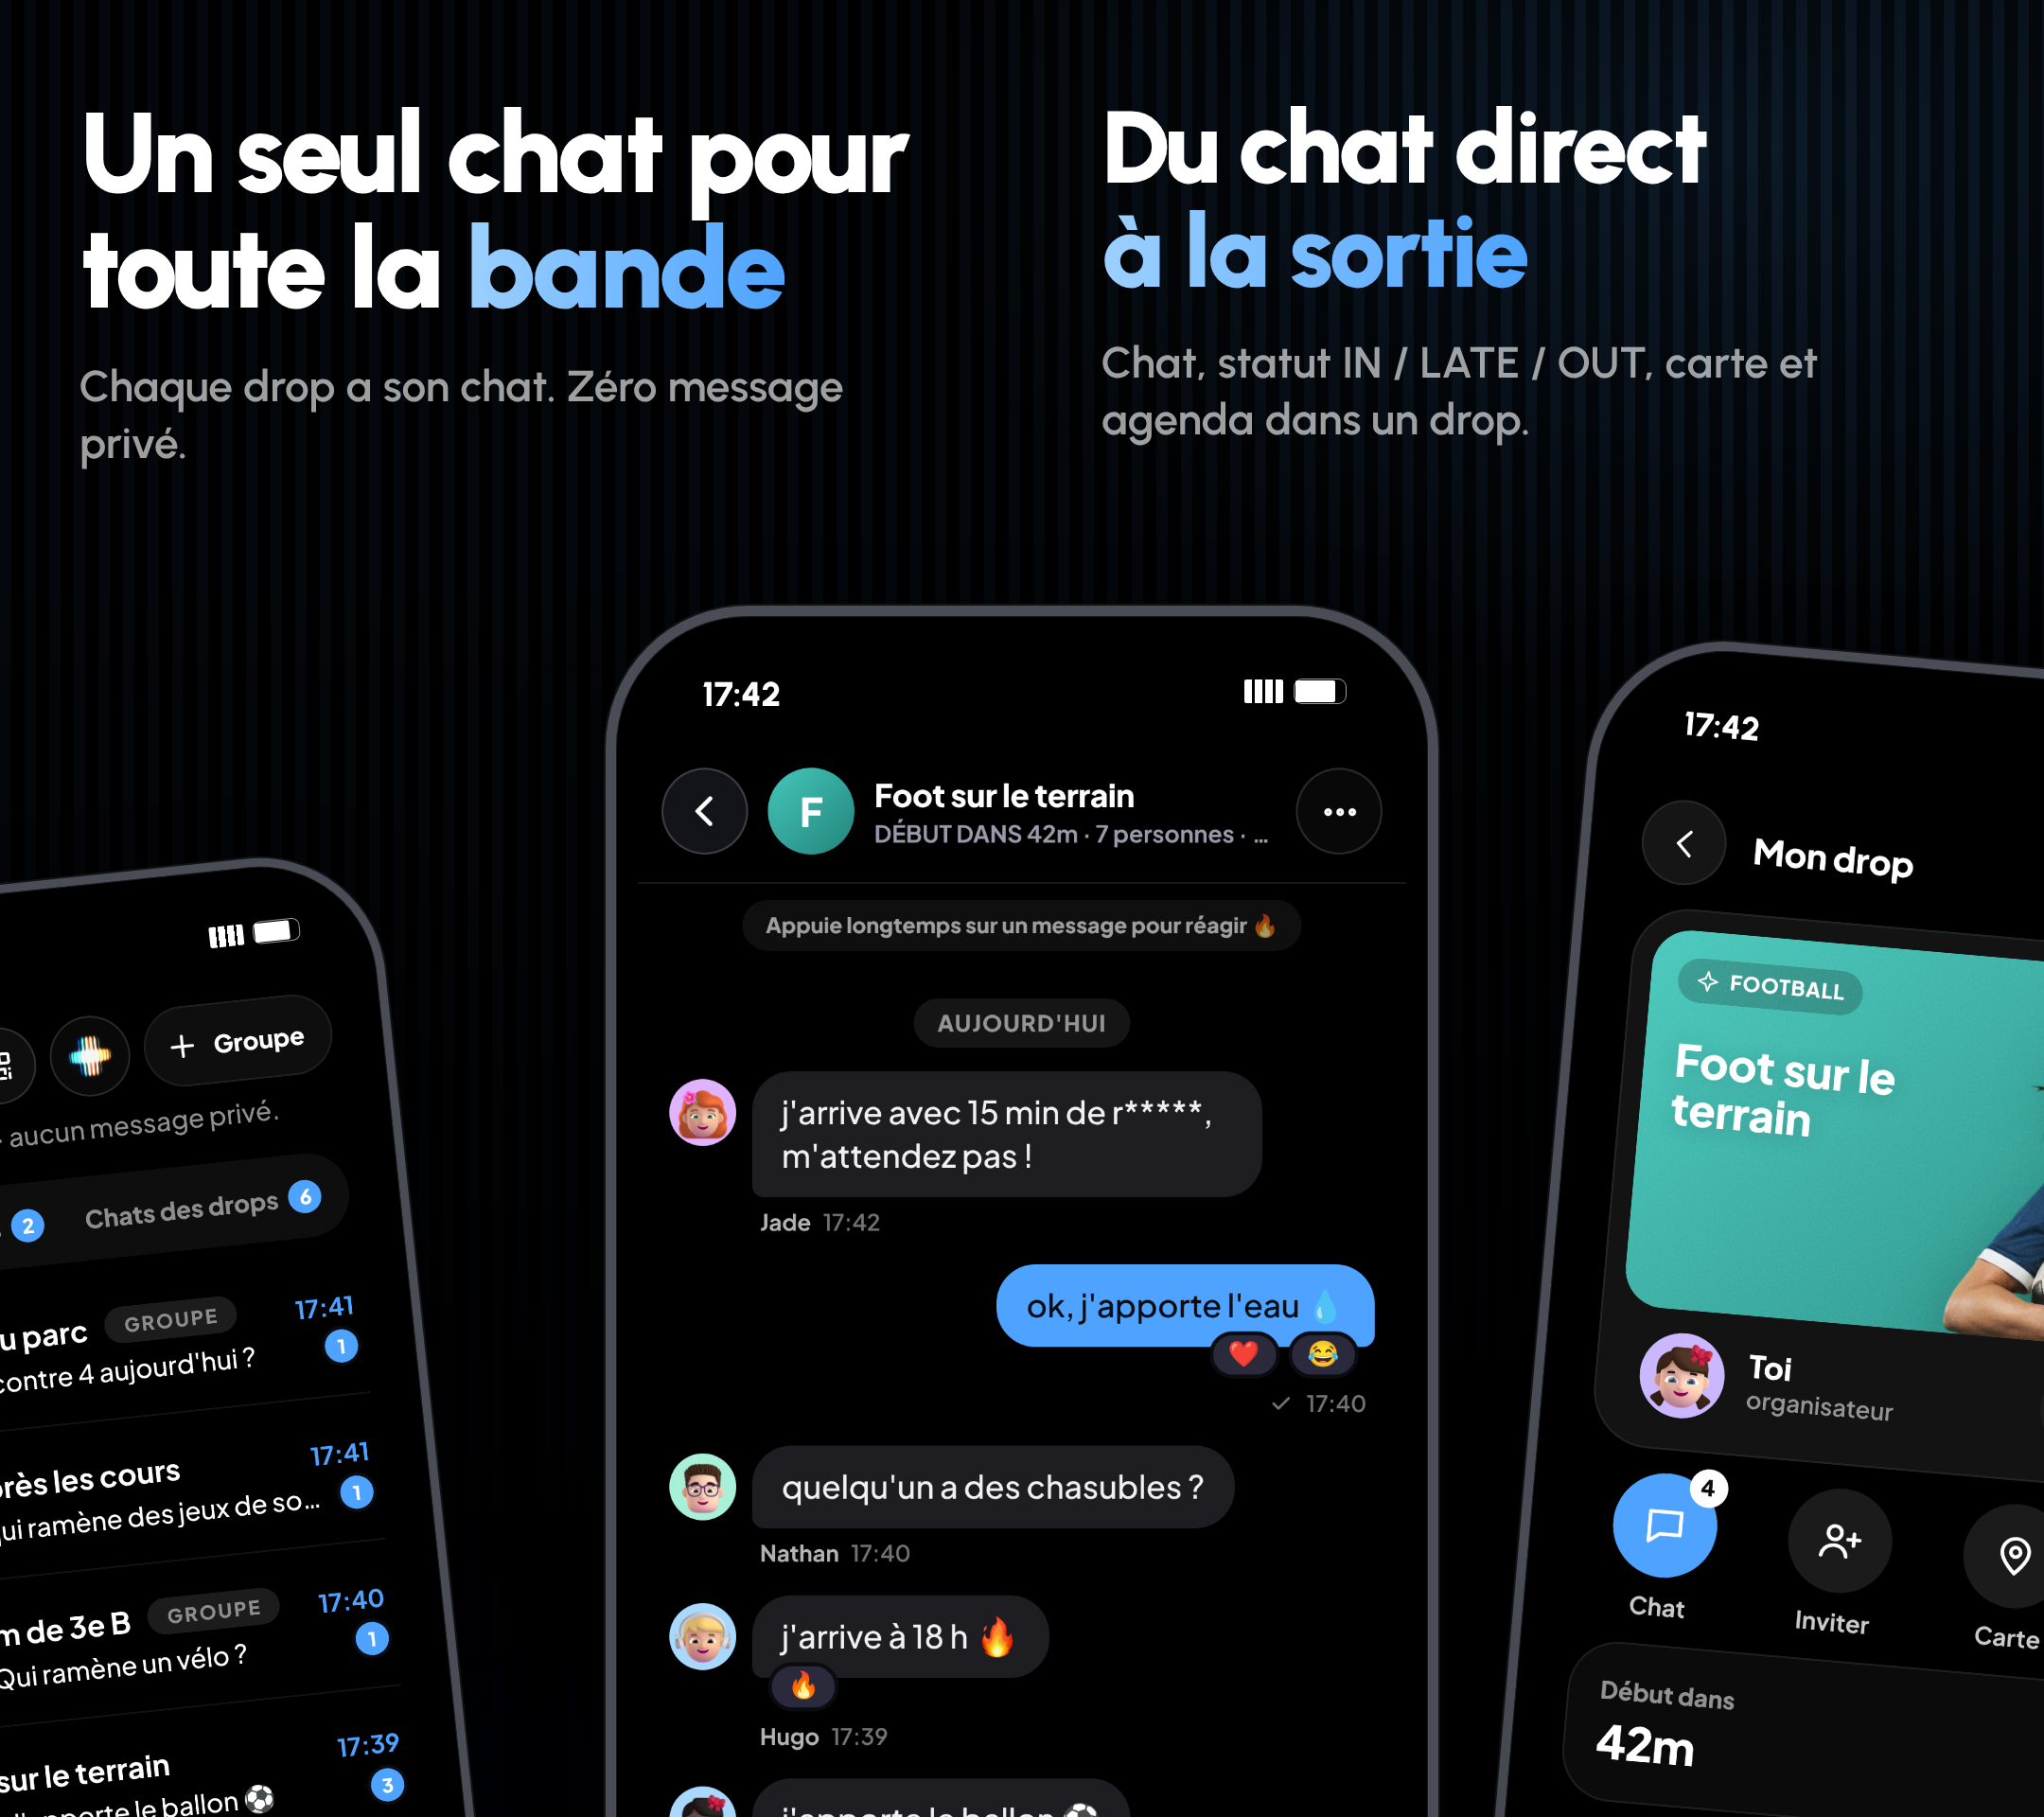 Un seul chat pour
toute la bande
Chaque drop a son chat. Zéro message
privé.
Du chat direct
à la sortie
Chat, statut IN / LATE / OUT, carte et
agenda dans un drop.
+ Groupe
· aucun message privé.
2 Chats des drops 6
parc GROUPE 17:41
contre 4 aujourd'hui ? 1
les cours 17:41
ramène des jeux de so... 1
de 3e B GROUPE 17:40
Qui ramène un vélo ? 1
sur le terrain 17:39
le ballon ⚽ 3
17:42
F
Foot sur le terrain
DÉBUT DANS 42m · 7 personnes · ...
Appuie longtemps sur un message pour réagir 🔥
AUJOURD'HUI
j'arrive avec 15 min de r*****,
m'attendez pas !
Jade 17:42
ok, j'apporte l'eau 💧
❤️ 😂
17:40
quelqu'un a des chasubles ?
Nathan 17:40
j'arrive à 18 h 🔥
🔥
Hugo 17:39
j'apporte le ballon ⚽
17:42
Mon drop
FOOTBALL
Foot sur le
terrain
Toi
organisateur
4
Chat
Inviter
Carte
Début dans
42m